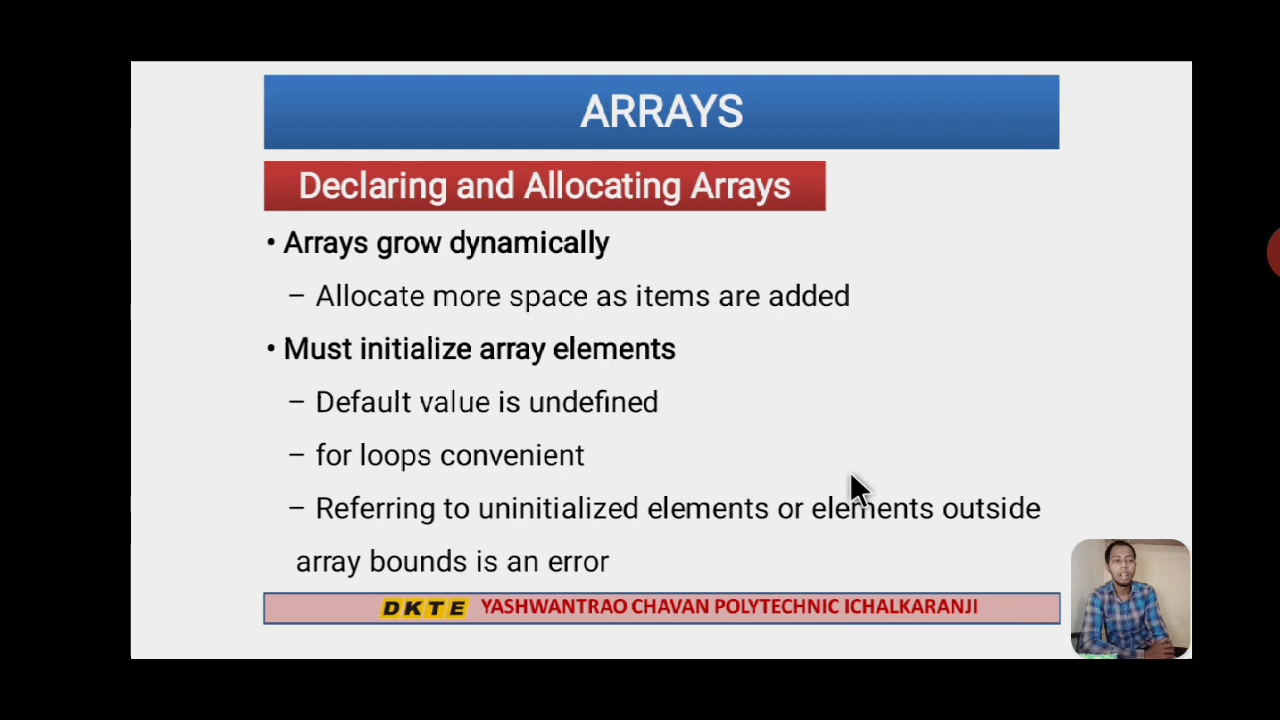 ARRAYS
Declaring and Allocating Arrays
• Arrays grow dynamically
– Allocate more space as items are added
• Must initialize array elements
– Default value is undefined
– for loops convenient
– Referring to uninitialized elements or elements outside
array bounds is an error
DKTE YASHWANTRAO CHAVAN POLYTECHNIC ICHALKARANJI